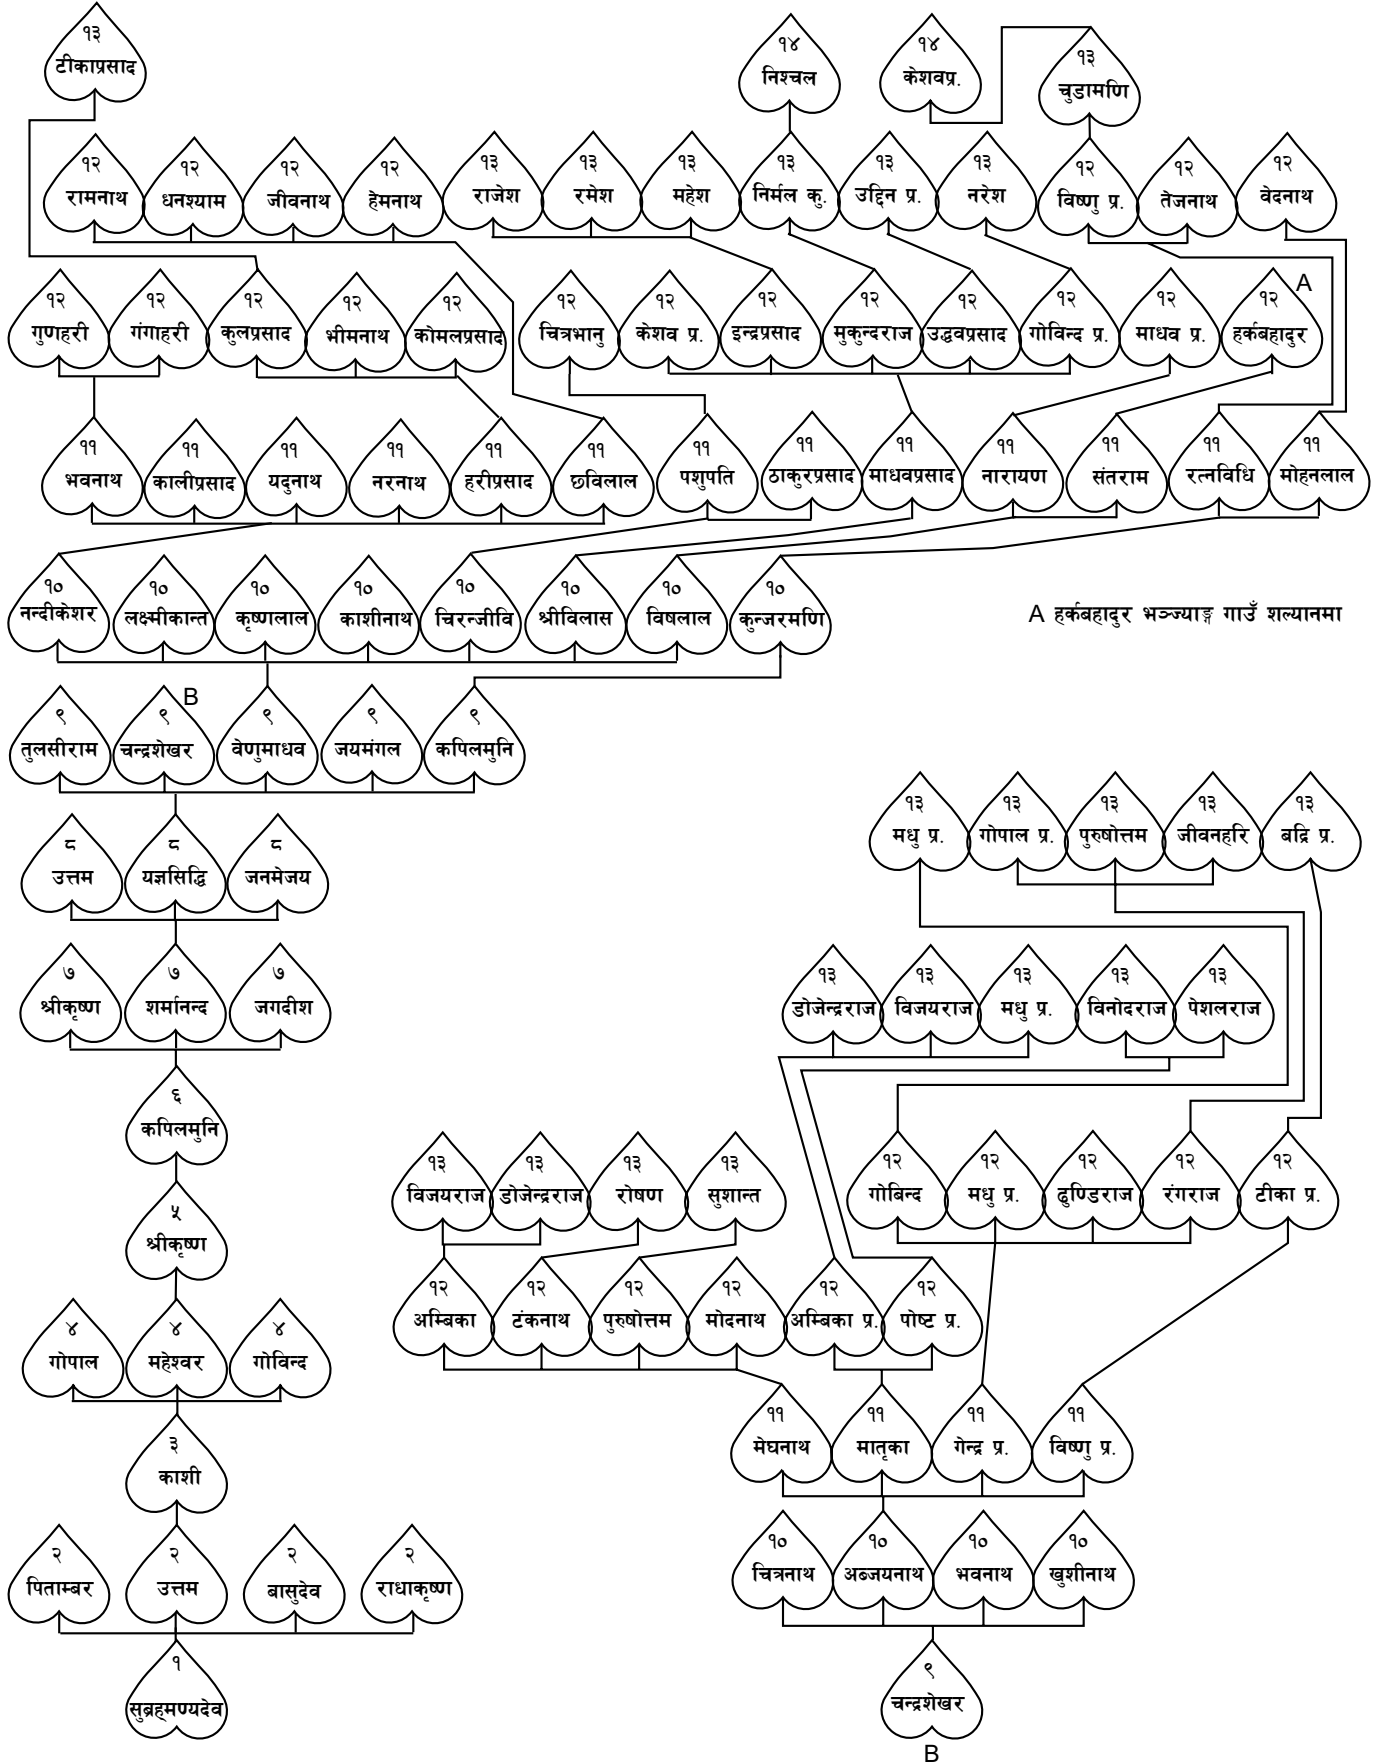 १३
टीकाप्रसाद
१४
निश्चल
१४
केशवप्र.
१३
चुडामणि
१२
रामनाथ
१२
धनश्याम
१२
जीवनाथ
१२
हेमनाथ
१३
राजेश
१३
रमेश
१३
महेश
१३
निर्मल कु.
१३
उद्दिन प्र.
१३
नरेश
१२
विष्णु प्र.
१२
तेजनाथ
१२
वेदनाथ
१२
गुणहरी
१२
गंगाहरी
१२
कुलप्रसाद
१२
भीमनाथ
१२
कोमलप्रसाद
१२
चित्रभानु
१२
केशव प्र.
१२
इन्द्रप्रसाद
१२
मुकुन्दराज
१२
उद्धवप्रसाद
१२
गोविन्द प्र.
१२
माधव प्र.
A
१२
हर्कबहादुर
११
भवनाथ
११
कालीप्रसाद
११
यदुनाथ
११
नरनाथ
११
हरीप्रसाद
११
छविलाल
११
पशुपति
११
ठाकुरप्रसाद
११
माधवप्रसाद
११
नारायण
११
संतराम
११
रत्नविधि
११
मोहनलाल
१०
नन्दीकेशर
१०
लक्ष्मीकान्त
१०
कृष्णलाल
१०
काशीनाथ
१०
चिरन्जीवि
१०
श्रीविलास
१०
विषलाल
१०
कुन्जरमणि
A हर्कबहादुर भञ्ज्याङ्ग गाउँ शल्यानमा
९
तुलसीराम
B
९
चन्द्रशेखर
९
वेणुमाधव
९
जयमंगल
९
कपिलमुनि
८
उत्तम
८
यज्ञसिद्धि
८
जनमेजय
७
श्रीकृष्ण
७
शर्मानन्द
७
जगदीश
६
कपिलमुनि
५
श्रीकृष्ण
४
गोपाल
४
महेश्वर
४
गोविन्द
३
काशी
२
पिताम्बर
२
उत्तम
२
बासुदेव
२
राधाकृष्ण
१
सुब्रह्मण्यदेव
१३
मधु प्र.
१३
गोपाल प्र.
१३
पुरुषोत्तम
१३
जीवनहरि
१३
बद्रि प्र.
१३
डोजेन्द्रराज
१३
विजयराज
१३
मधु प्र.
१३
विनोदराज
१३
पेशलराज
१३
विजयराज
१३
डोजेन्द्रराज
१३
रोषण
१३
सुशान्त
१२
गोबिन्द
१२
मधु प्र.
१२
ढुण्डिराज
१२
रंगराज
१२
टीका प्र.
१२
अम्बिका
१२
टंकनाथ
१२
पुरुषोत्तम
१२
मोदनाथ
१२
अम्बिका प्र.
१२
पोष्ट प्र.
११
मेघनाथ
११
मातृका
११
गेन्द्र प्र.
११
विष्णु प्र.
१०
चित्रनाथ
१०
अब्जयनाथ
१०
भवनाथ
१०
खुशीनाथ
९
चन्द्रशेखर
B